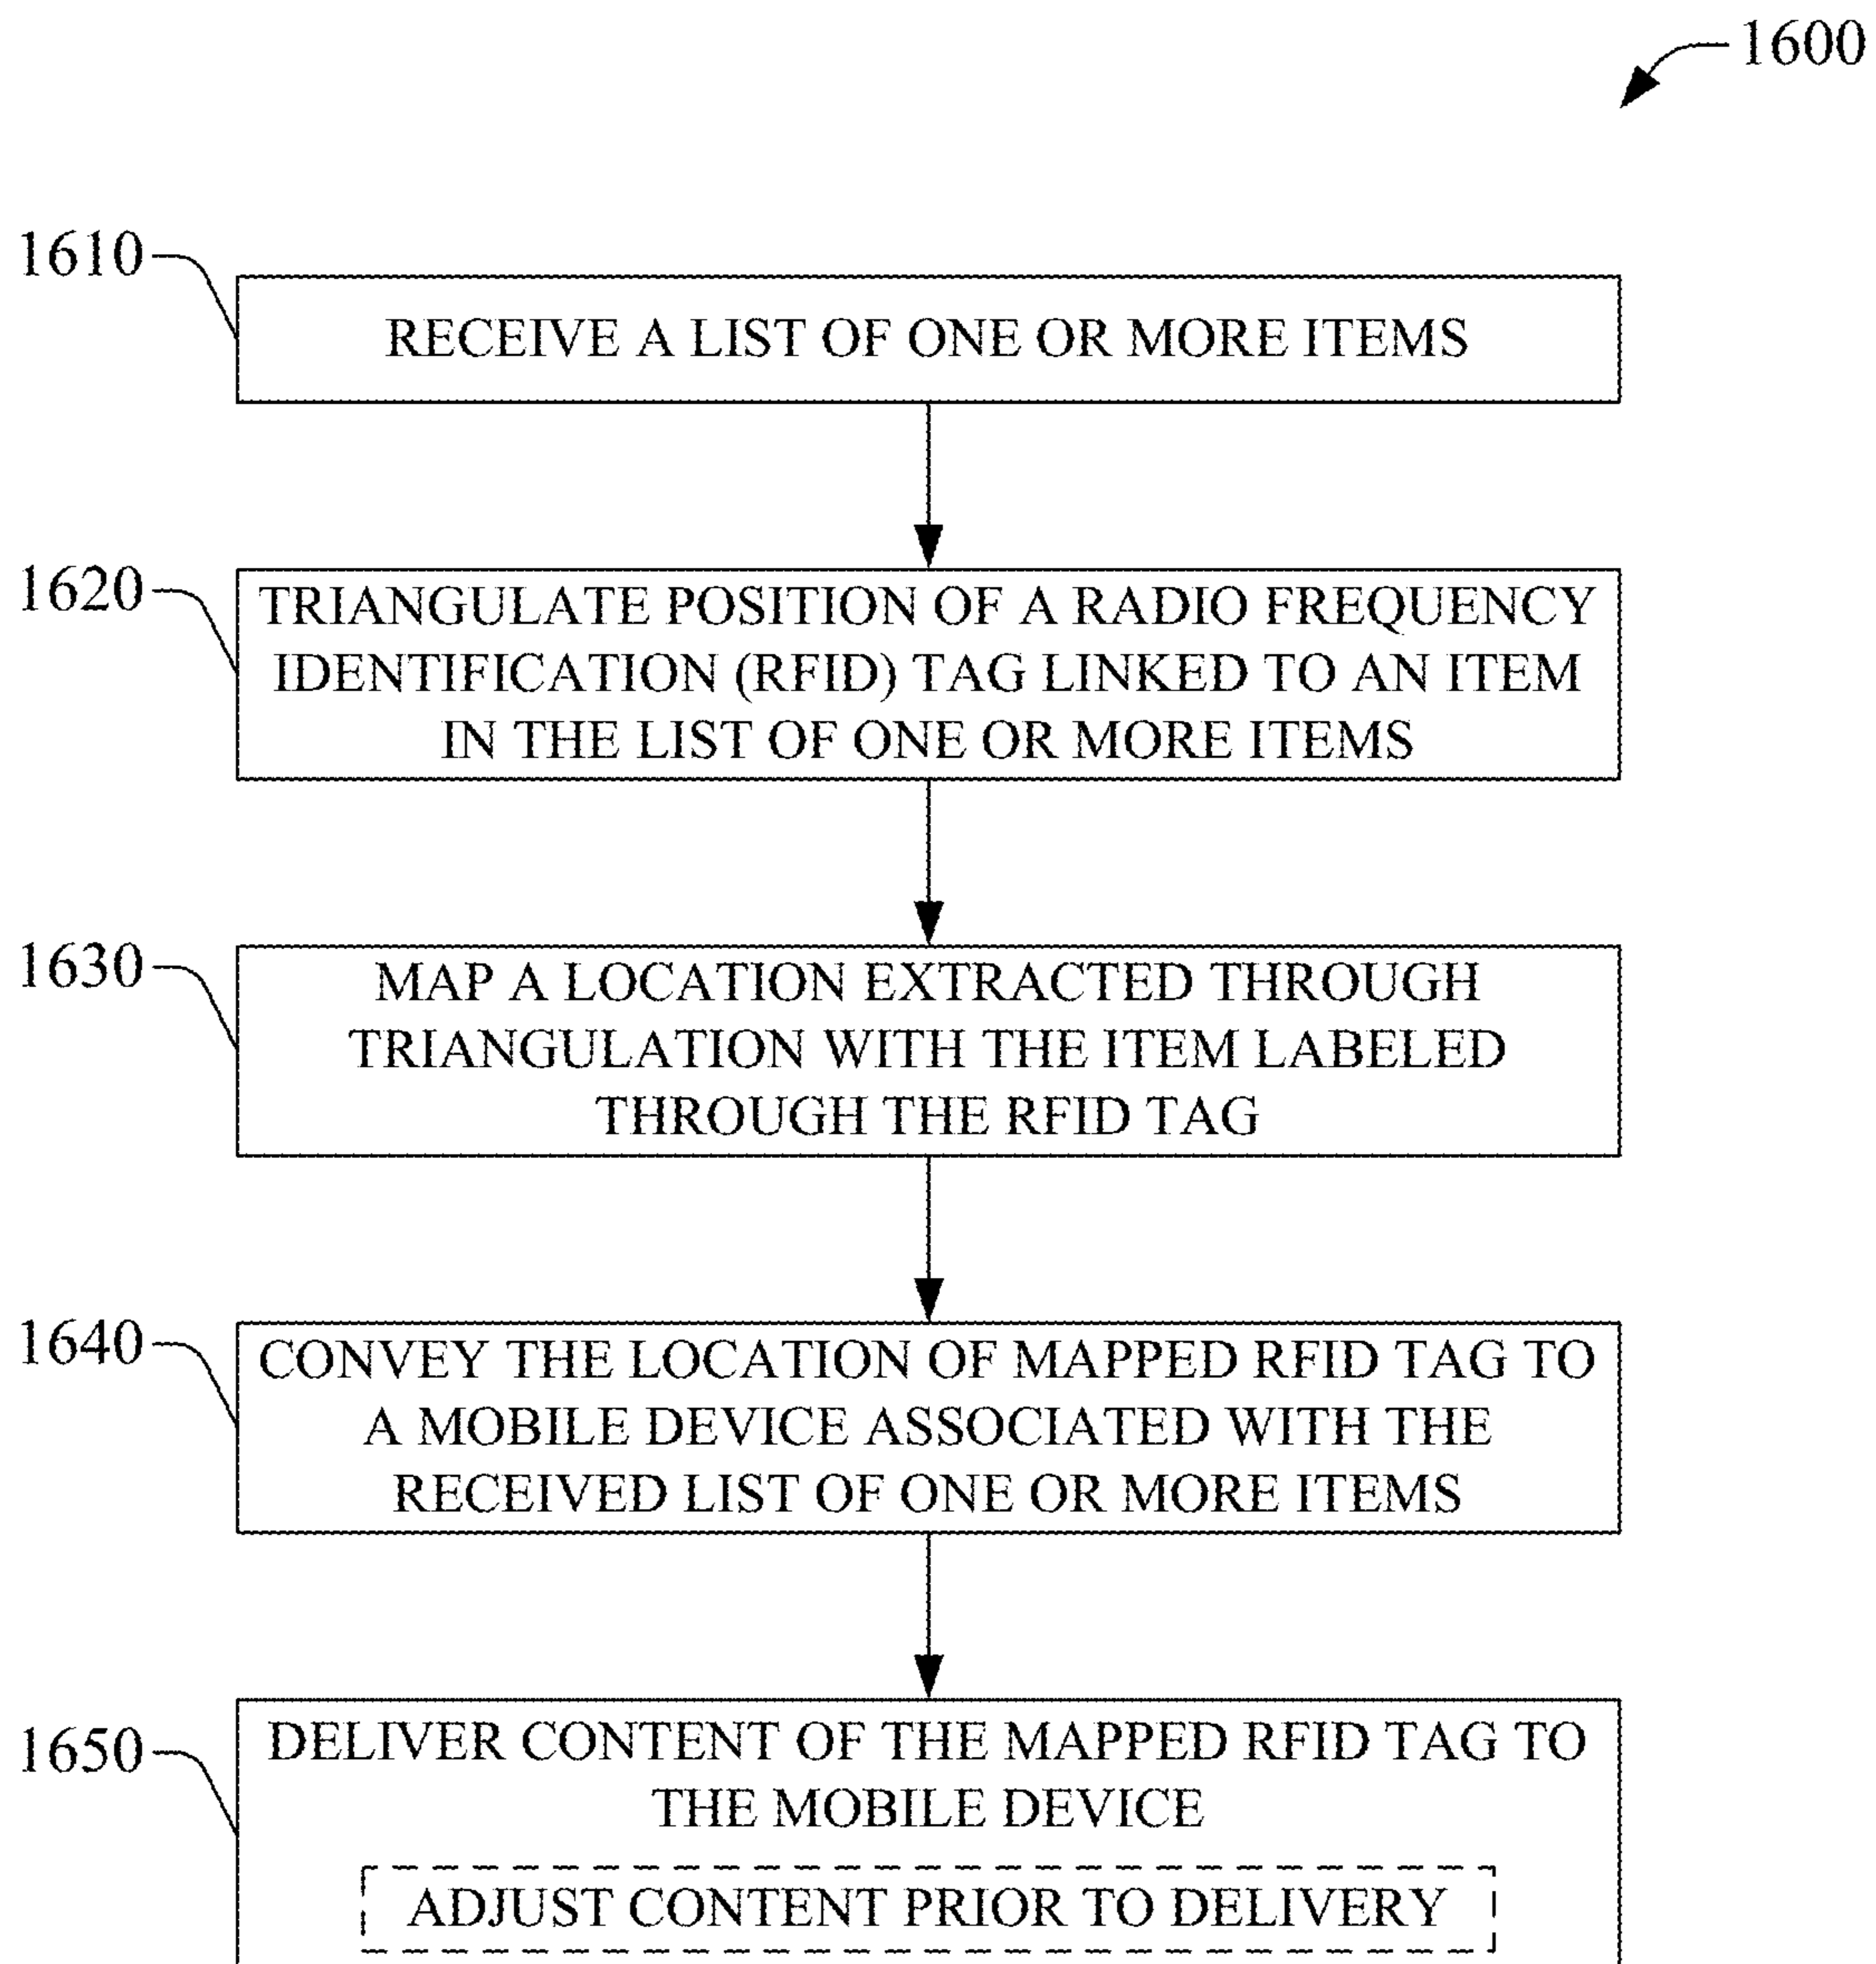 1600
1610
RECEIVE A LIST OF ONE OR MORE ITEMS
1620
TRIANGULATE POSITION OF A RADIO FREQUENCY
IDENTIFICATION (RFID) TAG LINKED TO AN ITEM
IN THE LIST OF ONE OR MORE ITEMS
1630
MAP A LOCATION EXTRACTED THROUGH
TRIANGULATION WITH THE ITEM LABELED
THROUGH THE RFID TAG
1640
CONVEY THE LOCATION OF MAPPED RFID TAG TO
A MOBILE DEVICE ASSOCIATED WITH THE
RECEIVED LIST OF ONE OR MORE ITEMS
1650
DELIVER CONTENT OF THE MAPPED RFID TAG TO
THE MOBILE DEVICE
ADJUST CONTENT PRIOR TO DELIVERY